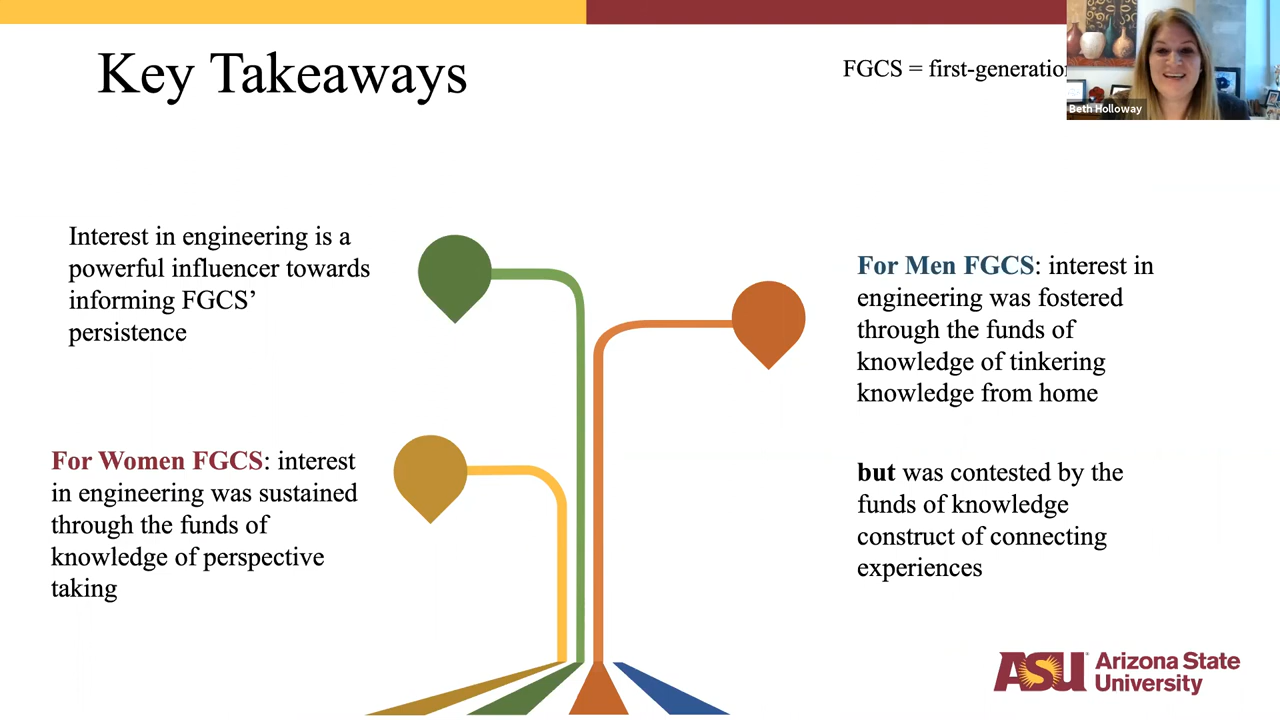 Key Takeaways
FGCS = first-generation
Beth Holloway
Interest in engineering is a
powerful influencer towards
informing FGCS’
persistence
For Women FGCS: interest
in engineering was sustained
through the funds of
knowledge of perspective
taking
For Men FGCS: interest in
engineering was fostered
through the funds of
knowledge of tinkering
knowledge from home
but was contested by the
funds of knowledge
construct of connecting
experiences
ASU Arizona State
University